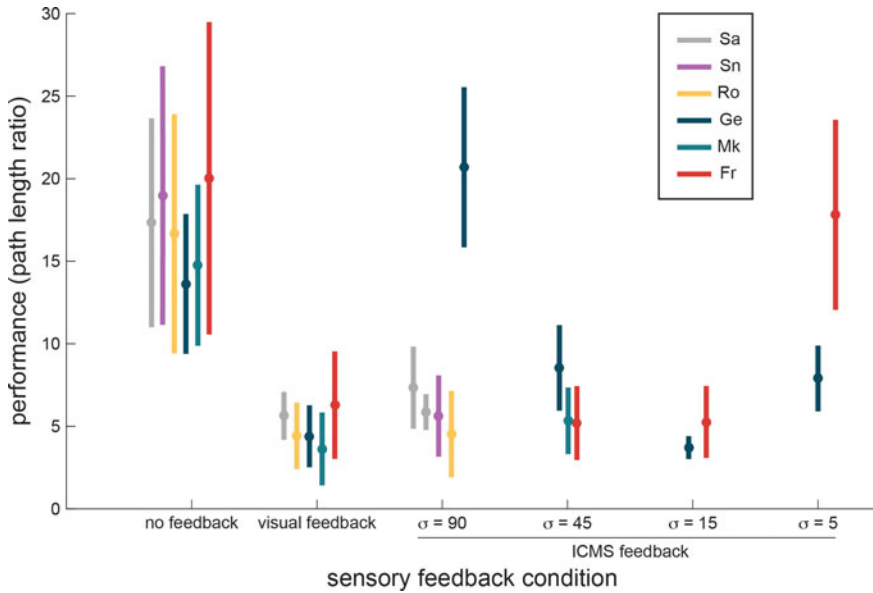 30
25
20
15
10
5
0
performance (path length ratio)
Sa
Sn
Ro
Ge
Mk
Fr
no feedback
visual feedback
σ = 90
σ = 45
σ = 15
σ = 5
ICMS feedback
sensory feedback condition